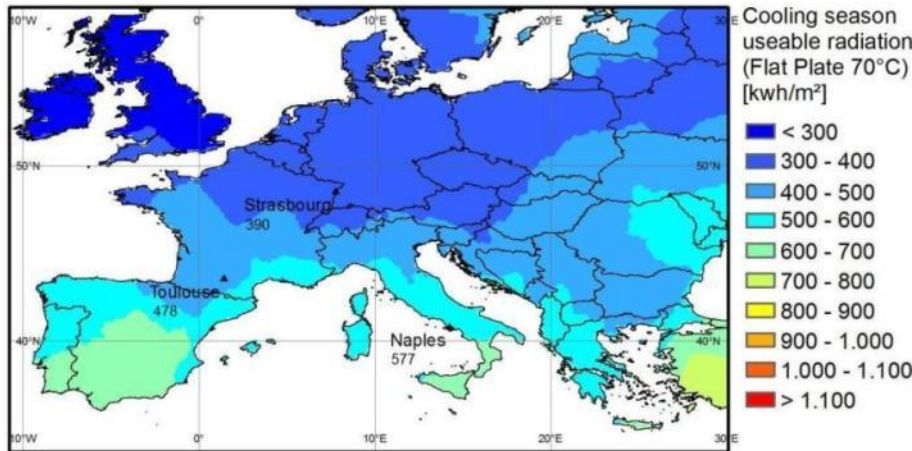 10°W
0°
10°E
20°E
30°E
Cooling season
useable radiation
(Flat Plate 70°C)
[kwh/m²]
< 300
300 - 400
400 - 500
500 - 600
600 - 700
700 - 800
800 - 900
900 - 1.000
1.000 - 1.100
> 1.100
50°N
50°N
Strasbourg
390
Toulouse
478
Naples
577
40°N
40°N
10°W
0°
10°E
20°E
30°E